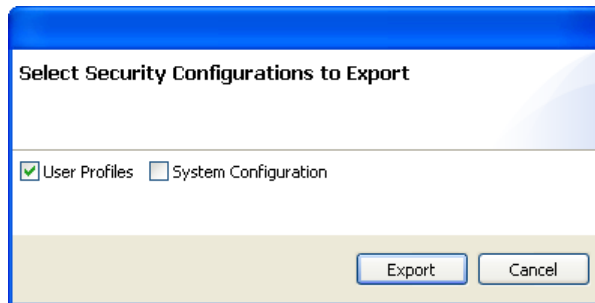 Select Security Configurations to Export
User Profiles System Configuration
Export Cancel